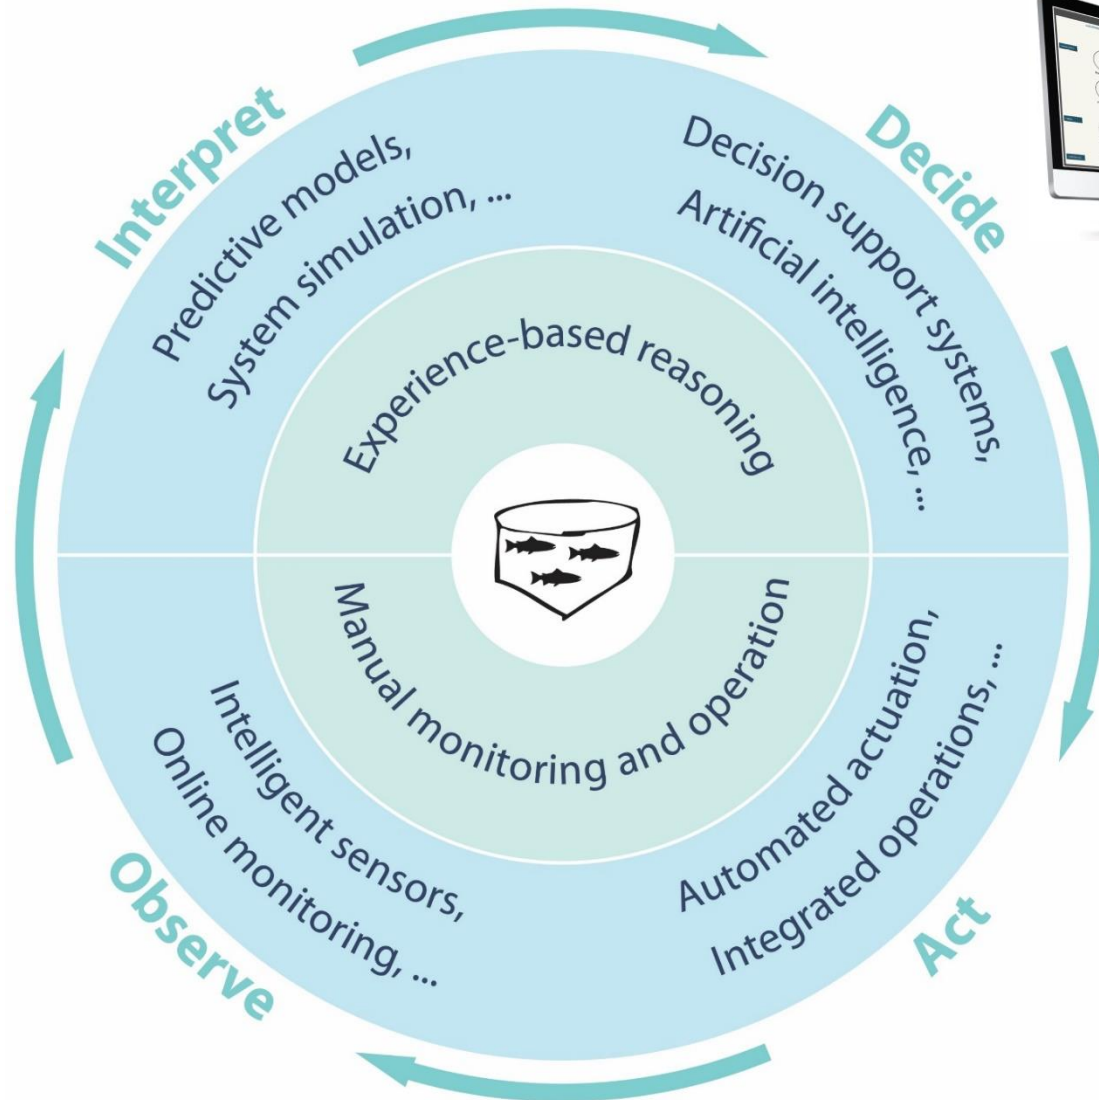 Interpret
Decide
Predictive models,
System simulation, ...
Decision support systems,
Artificial intelligence, ...
Experience-based reasoning
Manual monitoring and operation
Intelligent sensors,
Online monitoring, ...
Automated actuation,
Integrated operations, ...
Observe
Act